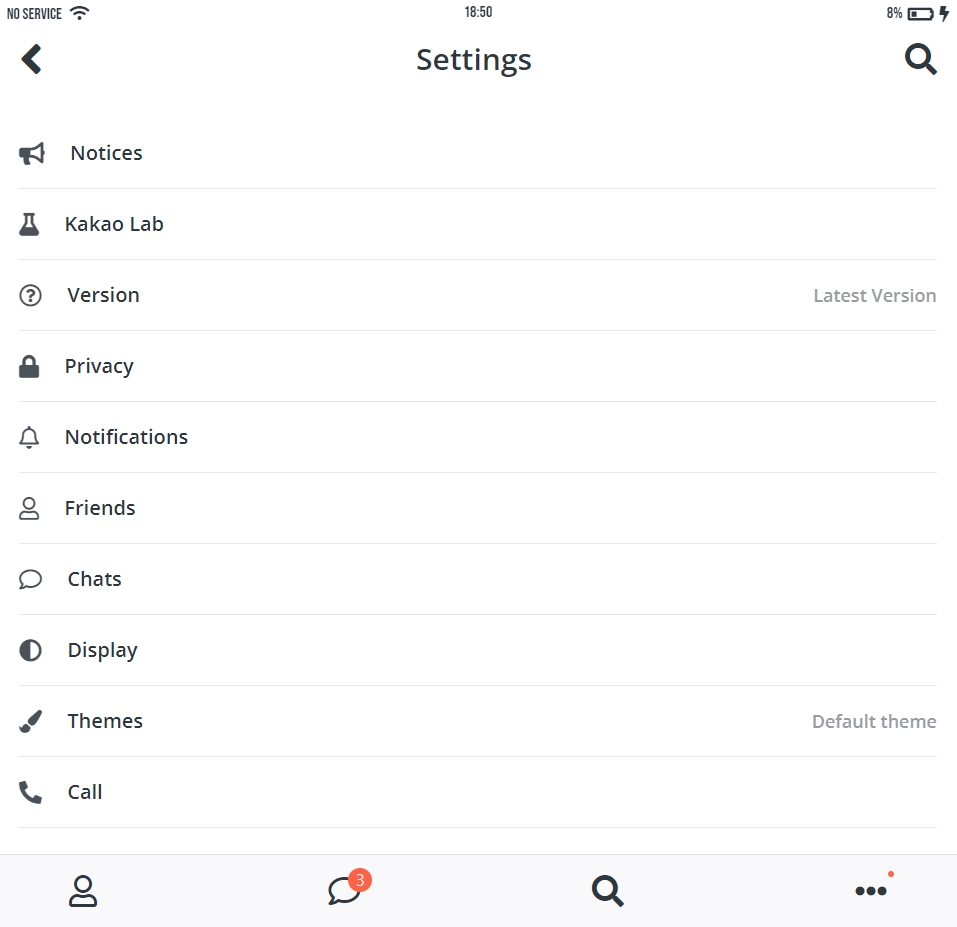 NO SERVICE 18:50 8%
Settings
Notices
Kakao Lab
Version Latest Version
Privacy
Notifications
Friends
Chats
Display
Themes Default theme
Call
3